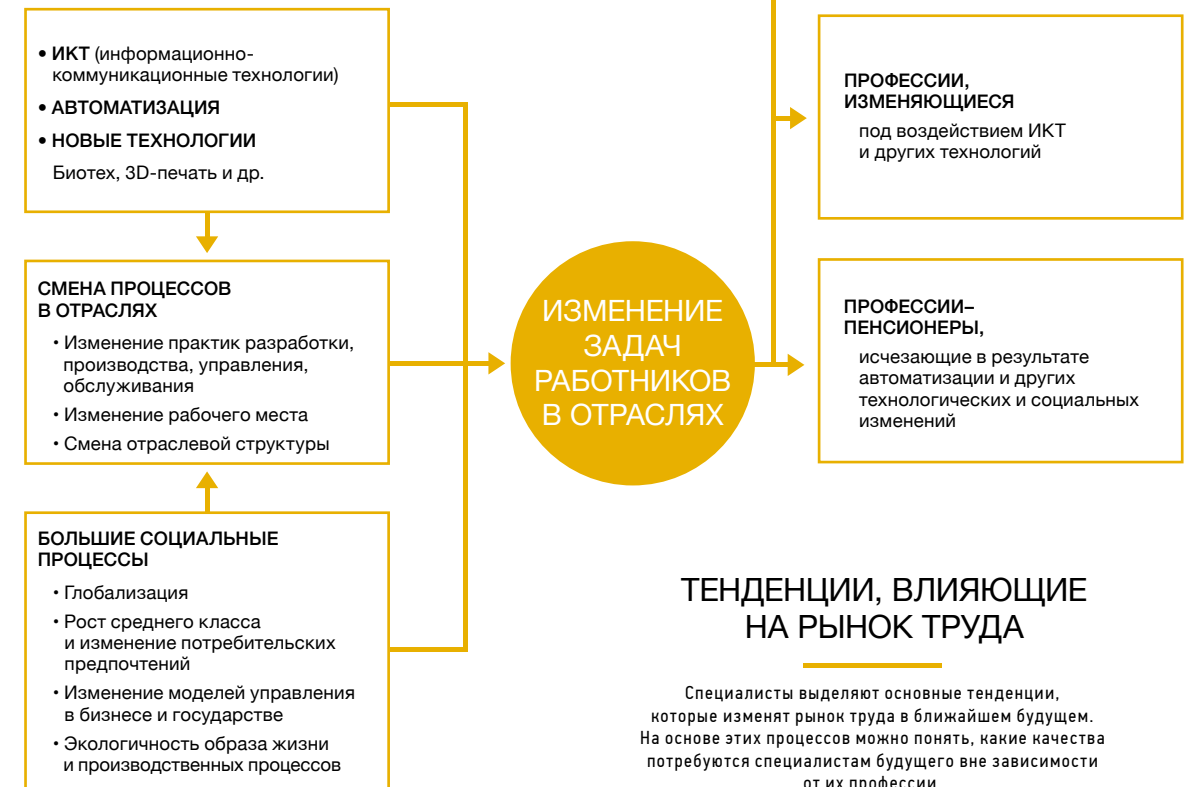 • ИКТ (информационно-
коммуникационные технологии)
• АВТОМАТИЗАЦИЯ
• НОВЫЕ ТЕХНОЛОГИИ
Биотех, 3D-печать и др.
СМЕНА ПРОЦЕССОВ
В ОТРАСЛЯХ
• Изменение практик разработки,
производства, управления,
обслуживания
• Изменение рабочего места
• Смена отраслевой структуры
БОЛЬШИЕ СОЦИАЛЬНЫЕ
ПРОЦЕССЫ
• Глобализация
• Рост среднего класса
и изменение потребительских
предпочтений
• Изменение моделей управления
в бизнесе и государстве
• Экологичность образа жизни
и производственных процессов
ИЗМЕНЕНИЕ
ЗАДАЧ
РАБОТНИКОВ
В ОТРАСЛЯХ
ПРОФЕССИИ,
ИЗМЕНЯЮЩИЕСЯ
под воздействием ИКТ
и других технологий
ПРОФЕССИИ–
ПЕНСИОНЕРЫ,
исчезающие в результате
автоматизации и других
технологических и социальных
изменений
ТЕНДЕНЦИИ, ВЛИЯЮЩИЕ
НА РЫНОК ТРУДА
Специалисты выделяют основные тенденции,
которые изменят рынок труда в ближайшем будущем.
На основе этих процессов можно понять, какие качества
потребуются специалистам будущего вне зависимости
от их профессии